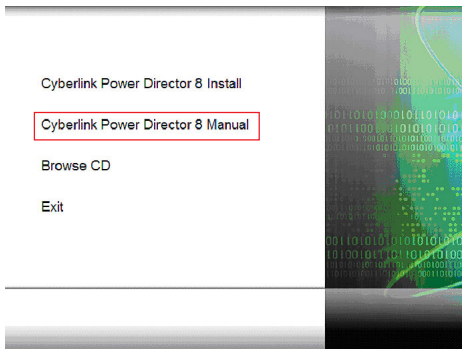 Cyberlink Power Director 8 Install
Cyberlink Power Director 8 Manual
Browse CD
Exit